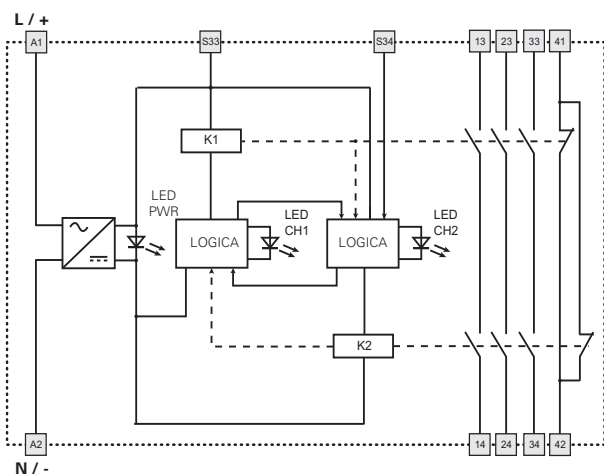 L / +
A1
S33
S34
13
23
33
41
K1
LED
PWR
LOGICA
LED
CH1
LOGICA
LED
CH2
K2
A2
14
24
34
42
N / -